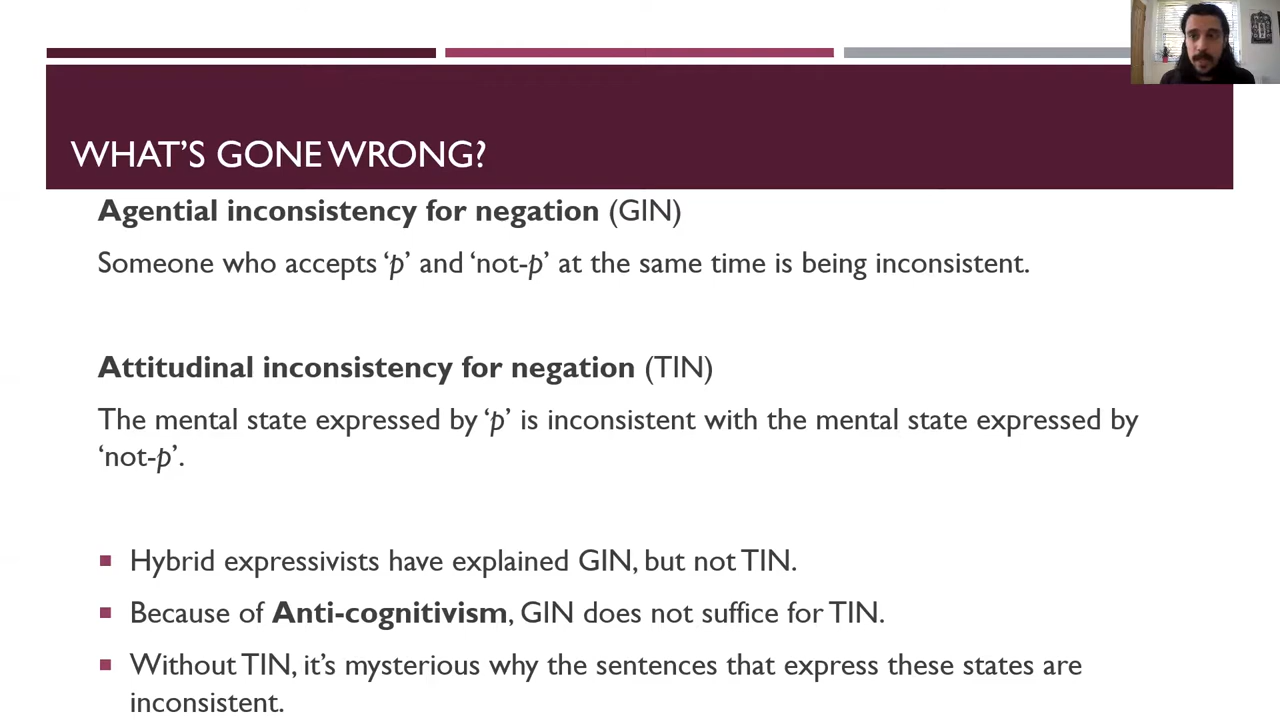 WHAT'S GONE WRONG?
Agential inconsistency for negation (GIN)
Someone who accepts ‘p’ and ‘not-p’ at the same time is being inconsistent.
Attitudinal inconsistency for negation (TIN)
The mental state expressed by ‘p’ is inconsistent with the mental state expressed by
‘not-p’.
Hybrid expressivists have explained GIN, but not TIN.
Because of Anti-cognitivism, GIN does not suffice for TIN.
Without TIN, it’s mysterious why the sentences that express these states are
inconsistent.